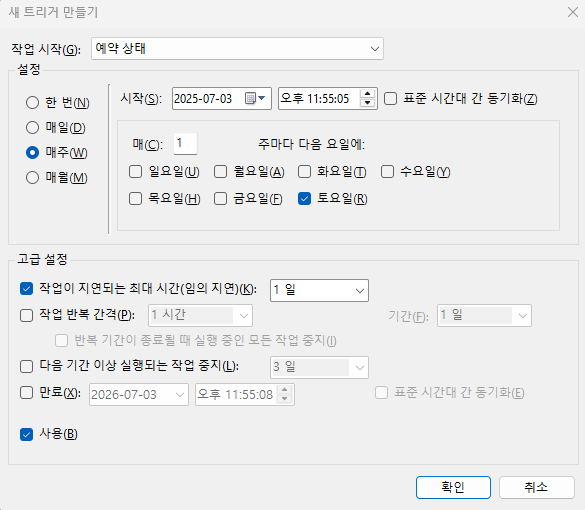 새 트리거 만들기
작업 시작(G): 예약 상태
설정
한 번(N)
매일(D)
매주(W)
매월(M)
시작(S): 2025-07-03 오후 11:55:05 표준 시간대 간 동기화(Z)
매(C): 1 주마다 다음 요일에:
일요일(U) 월요일(A) 화요일(T) 수요일(Y)
목요일(H) 금요일(F) 토요일(R)
고급 설정
작업이 지연되는 최대 시간(임의 지연)(K): 1 일
작업 반복 간격(P): 1 시간 기간(F): 1 일
반복 기간이 종료될 때 실행 중인 모든 작업 중지(I)
다음 기간 이상 실행되는 작업 중지(L): 3 일
만료(X): 2026-07-03 오후 11:55:08 표준 시간대 간 동기화(E)
사용(B)
확인 취소